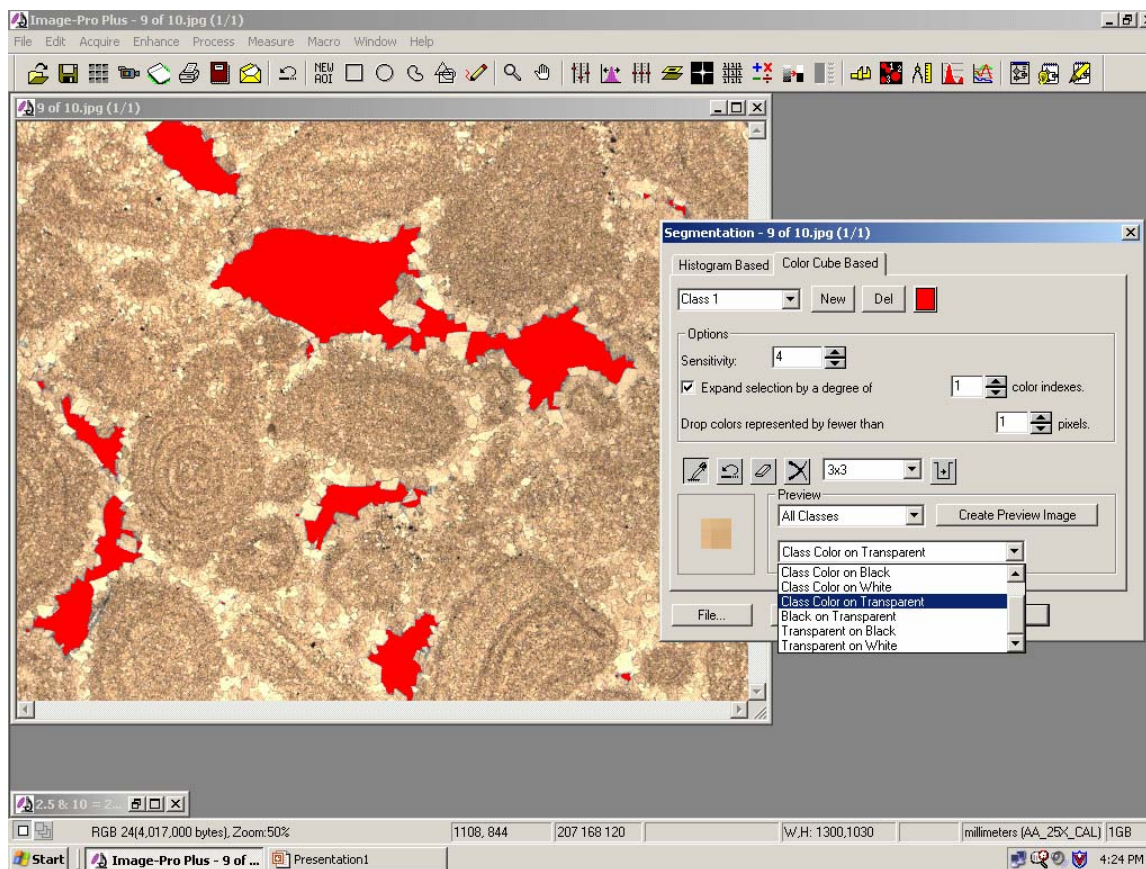 Image-Pro Plus - 9 of 10.jpg (1/1)
File Edit Acquire Enhance Process Measure Macro Window Help
NEW
AOI
9 of 10.jpg (1/1)
Segmentation - 9 of 10.jpg (1/1)
Histogram Based Color Cube Based
Class 1 New Del
Options
Sensitivity: 4
Expand selection by a degree of 1 color indexes.
Drop colors represented by fewer than 1 pixels.
3x3
Preview
All Classes Create Preview Image
Class Color on Transparent
Class Color on Black
Class Color on White
Class Color on Transparent
Black on Transparent
Transparent on Black
Transparent on White
File...
2.5 & 10 = 2...
RGB 24(4,017,000 bytes), Zoom:50% 1108, 844 207 168 120 W,H: 1300,1030 millimeters (AA_25X_CAL) 1GB
Start Image-Pro Plus - 9 of ... Presentation1 4:24 PM